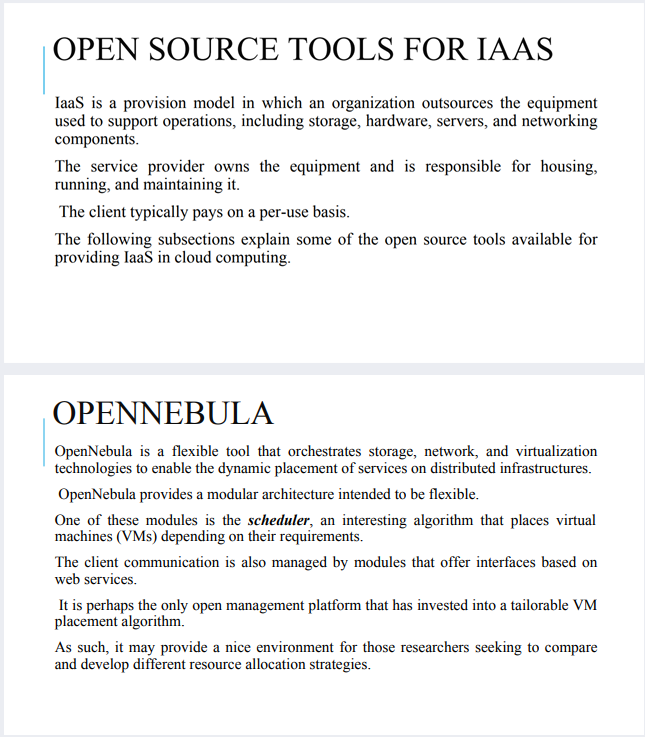 OPEN SOURCE TOOLS FOR IAAS
IaaS is a provision model in which an organization outsources the equipment
used to support operations, including storage, hardware, servers, and networking
components.
The service provider owns the equipment and is responsible for housing,
running, and maintaining it.
The client typically pays on a per-use basis.
The following subsections explain some of the open source tools available for
providing IaaS in cloud computing.
OPENNEBULA
OpenNebula is a flexible tool that orchestrates storage, network, and virtualization
technologies to enable the dynamic placement of services on distributed infrastructures.
OpenNebula provides a modular architecture intended to be flexible.
One of these modules is the scheduler, an interesting algorithm that places virtual
machines (VMs) depending on their requirements.
The client communication is also managed by modules that offer interfaces based on
web services.
It is perhaps the only open management platform that has invested into a tailorable VM
placement algorithm.
As such, it may provide a nice environment for those researchers seeking to compare
and develop different resource allocation strategies.